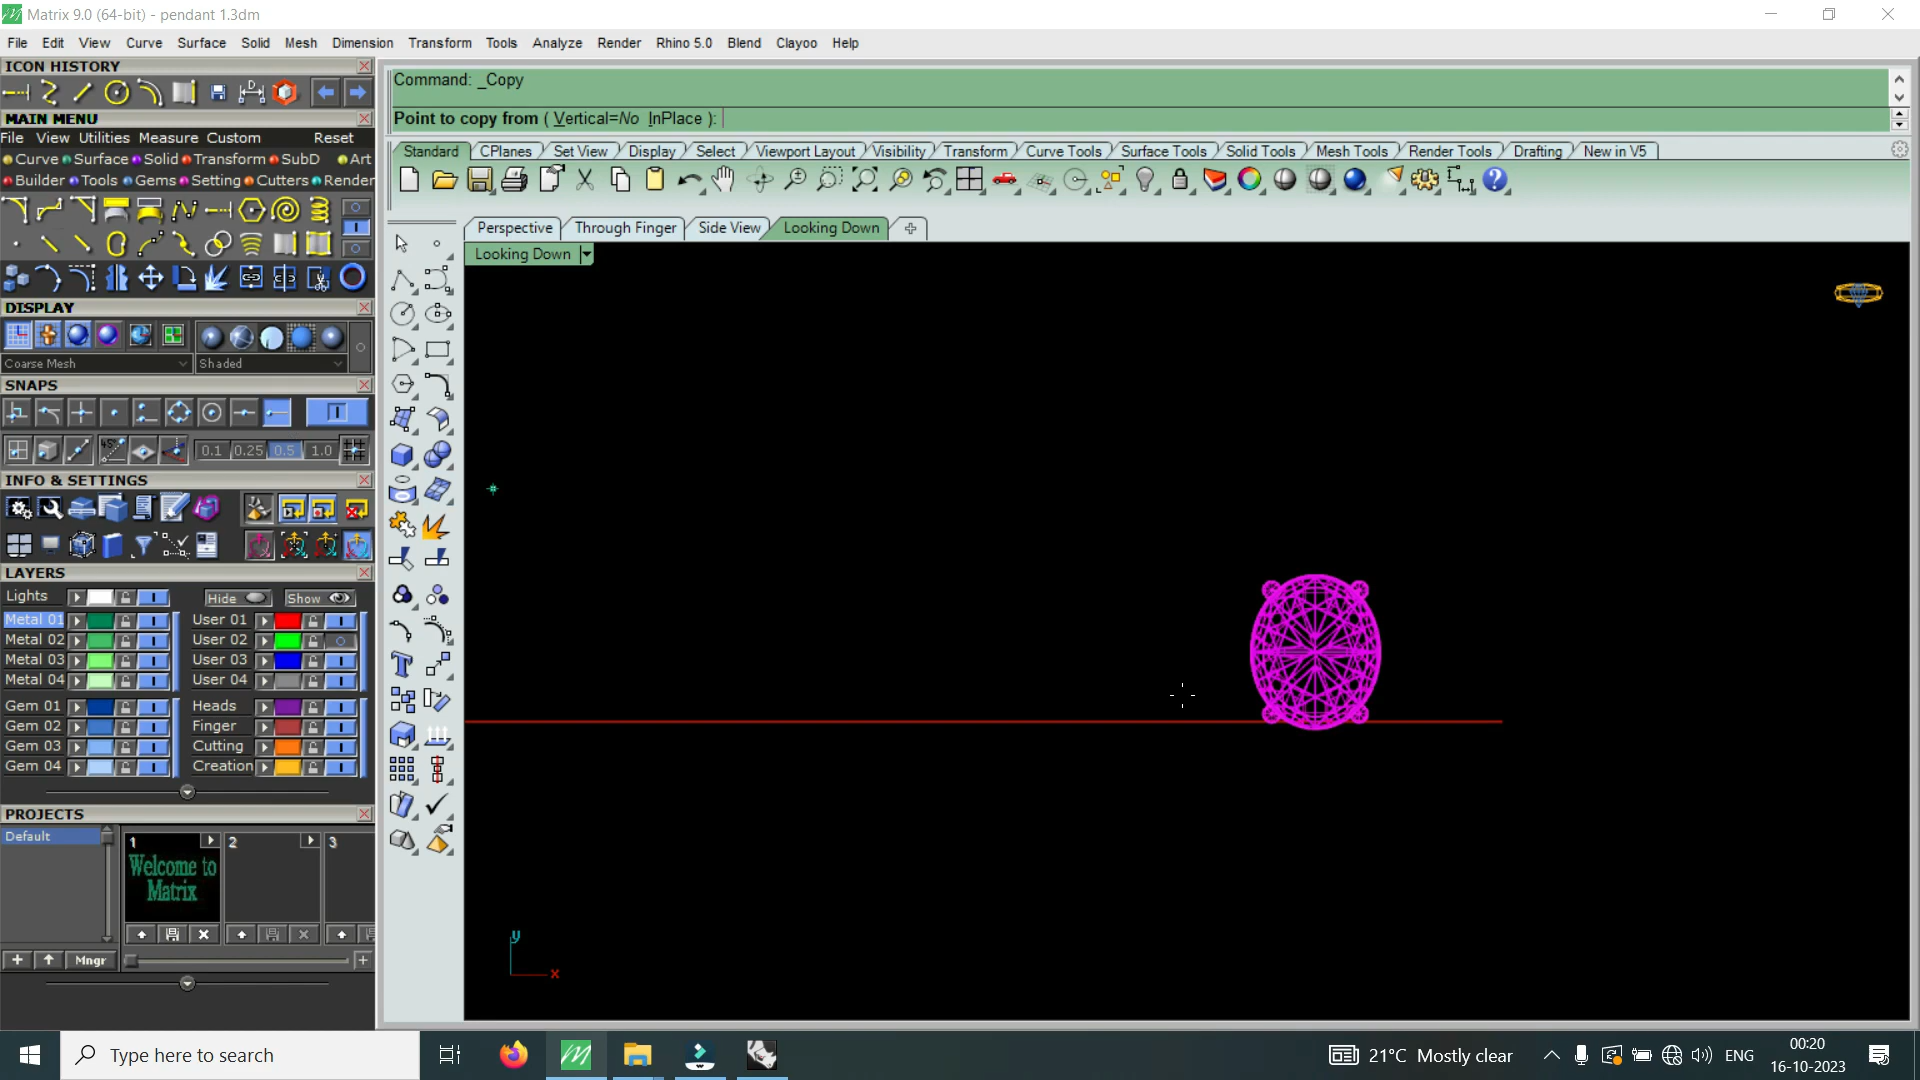 Matrix 9.0 (64-bit) - pendant 1.3dm
File Edit View Curve Surface Solid Mesh Dimension Transform Tools Analyze Render Rhino 5.0 Blend Clayoo Help
ICON HISTORY
MAIN MENU
File View Utilities Measure Custom Reset
Curve Surface Solid Transform SubD Art
Builder Tools Gems Setting Cutters Render
DISPLAY
Coarse Mesh Shaded
SNAPS
0.1 0.25 0.5 1.0
INFO & SETTINGS
LAYERS
Lights Hide Show
Metal 01 User 01
Metal 02 User 02
Metal 03 User 03
Metal 04 User 04
Gem 01 Heads
Gem 02 Finger
Gem 03 Cutting
Gem 04 Creation
PROJECTS
Default 1 2 3
Welcome to
Matrix
Mngr
Command: _Copy
Point to copy from ( Vertical=No InPlace ):
Standard CPlanes Set View Display Select Viewport Layout Visibility Transform Curve Tools Surface Tools Solid Tools Mesh Tools Render Tools Drafting New in V5
Perspective Through Finger Side View Looking Down
Looking Down
y
x
Type here to search
21°C Mostly clear
ENG
00:20
16-10-2023